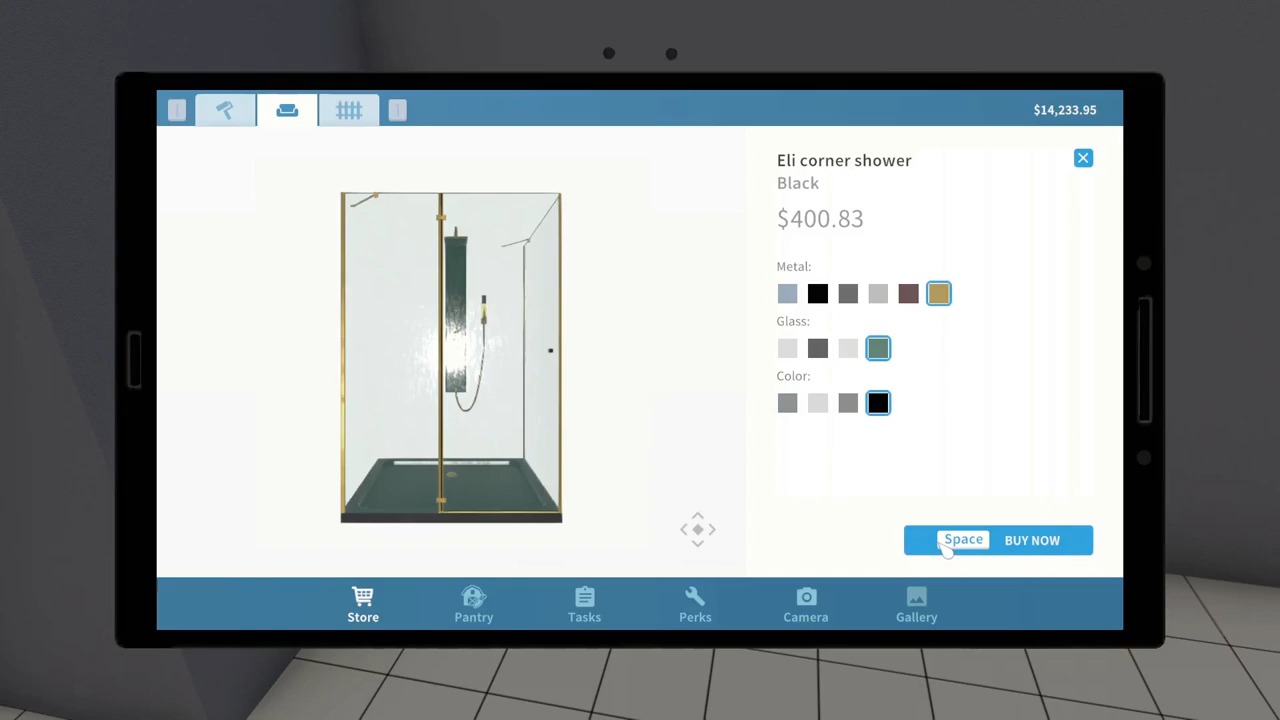 $14,233.95
Eli corner shower
Black
$400.83
Metal:
Glass:
Color:
Space BUY NOW
Store Pantry Tasks Perks Camera Gallery